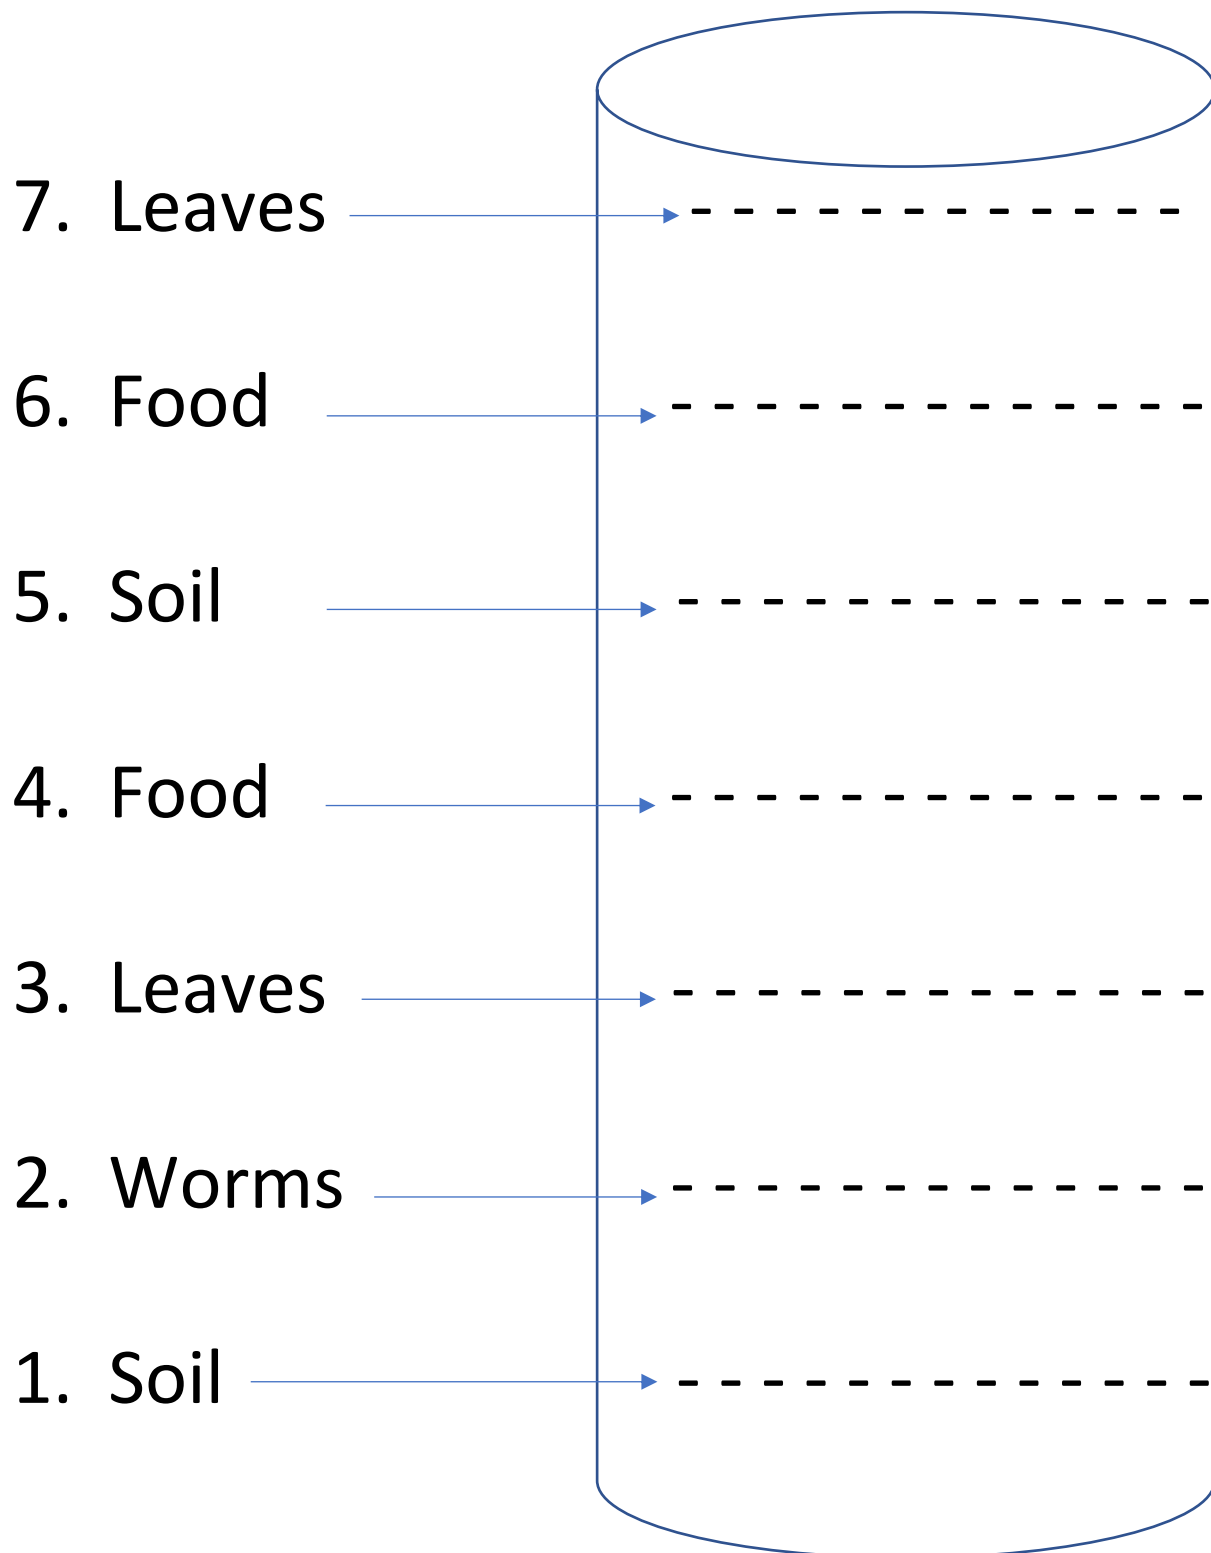 7. Leaves
6. Food
5. Soil
4. Food
3. Leaves
2. Worms
1. Soil